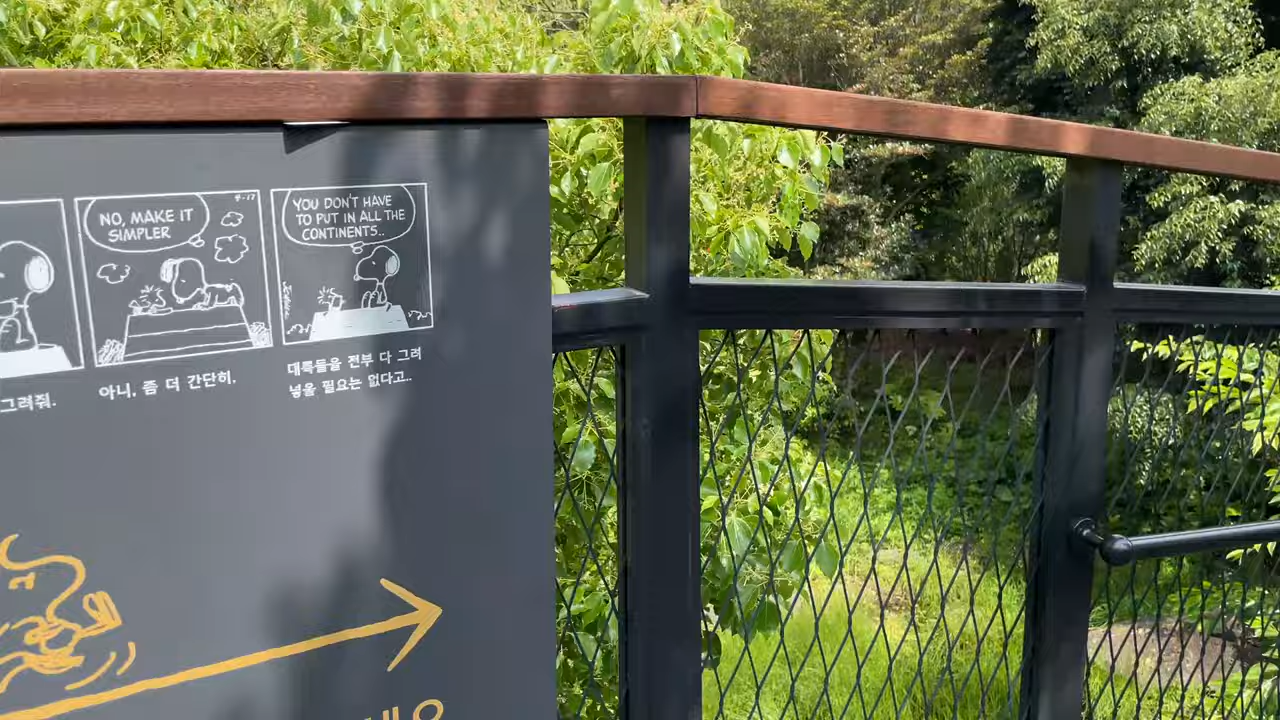 NO, MAKE IT
SIMPLER
9-17
YOU DON'T HAVE
TO PUT IN ALL THE
CONTINENTS..
그려줘.
아니, 좀 더 간단히.
대륙들을 전부 다 그려
넣을 필요는 없다고..